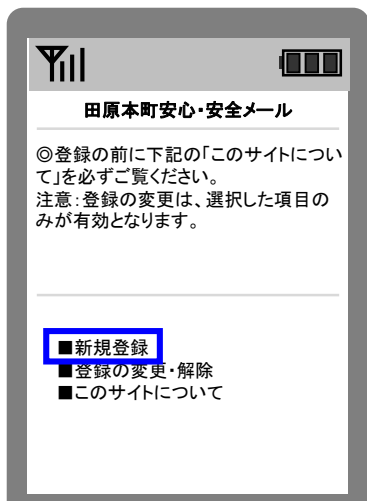 田原本町安心・安全メール
◎登録の前に下記の「このサイトについ
て」を必ずご覧ください。
注意：登録の変更は、選択した項目の
みが有効となります。
■新規登録
■登録の変更・解除
■このサイトについて